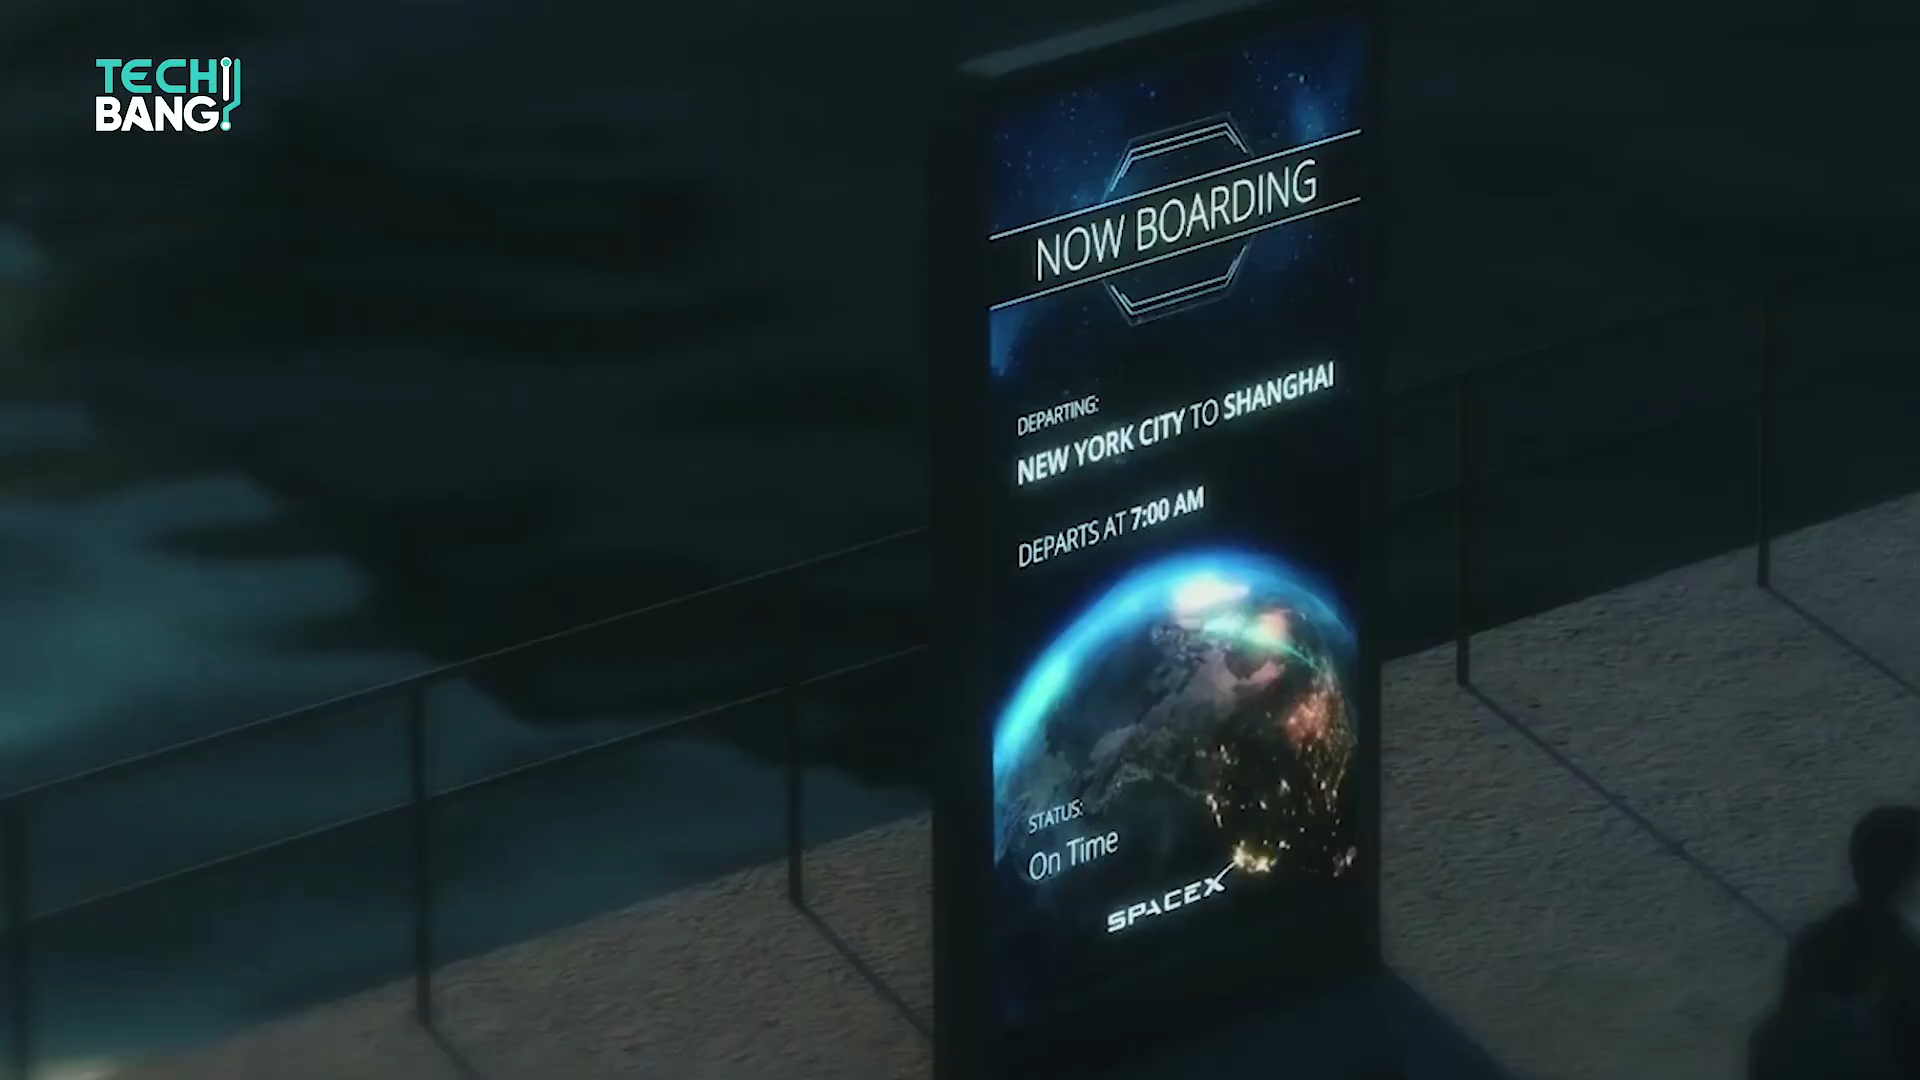 TECH
BANG!
NOW BOARDING
DEPARTING:
NEW YORK CITY TO SHANGHAI
DEPARTS AT 7:00 AM
STATUS:
On Time
SPACEX